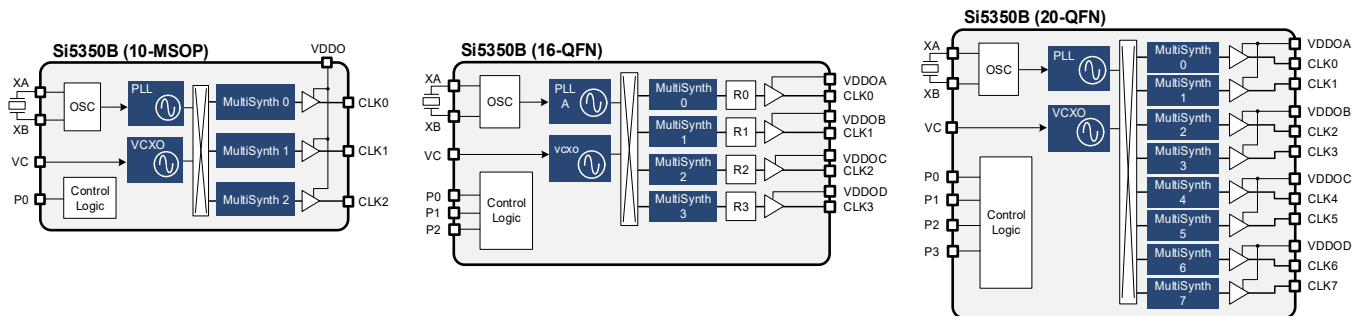 Si5350B (10-MSOP)
VDDO
XA
XB
OSC
PLL
VC
VCXO
P0
Control
Logic
MultiSynth 0
MultiSynth 1
MultiSynth 2
CLK0
CLK1
CLK2
Si5350B (16-QFN)
XA
XB
OSC
PLL
A
VC
VCXO
P0
P1
P2
Control
Logic
MultiSynth
0
MultiSynth
1
MultiSynth
2
MultiSynth
3
R0
R1
R2
R3
VDDOA
CLK0
VDDOB
CLK1
VDDOC
CLK2
VDDOD
CLK3
Si5350B (20-QFN)
XA
XB
OSC
PLL
VC
VCXO
P0
P1
P2
P3
Control
Logic
MultiSynth
0
MultiSynth
1
MultiSynth
2
MultiSynth
3
MultiSynth
4
MultiSynth
5
MultiSynth
6
MultiSynth
7
VDDOA
CLK0
CLK1
VDDOB
CLK2
CLK3
VDDOC
CLK4
CLK5
VDDOD
CLK6
CLK7